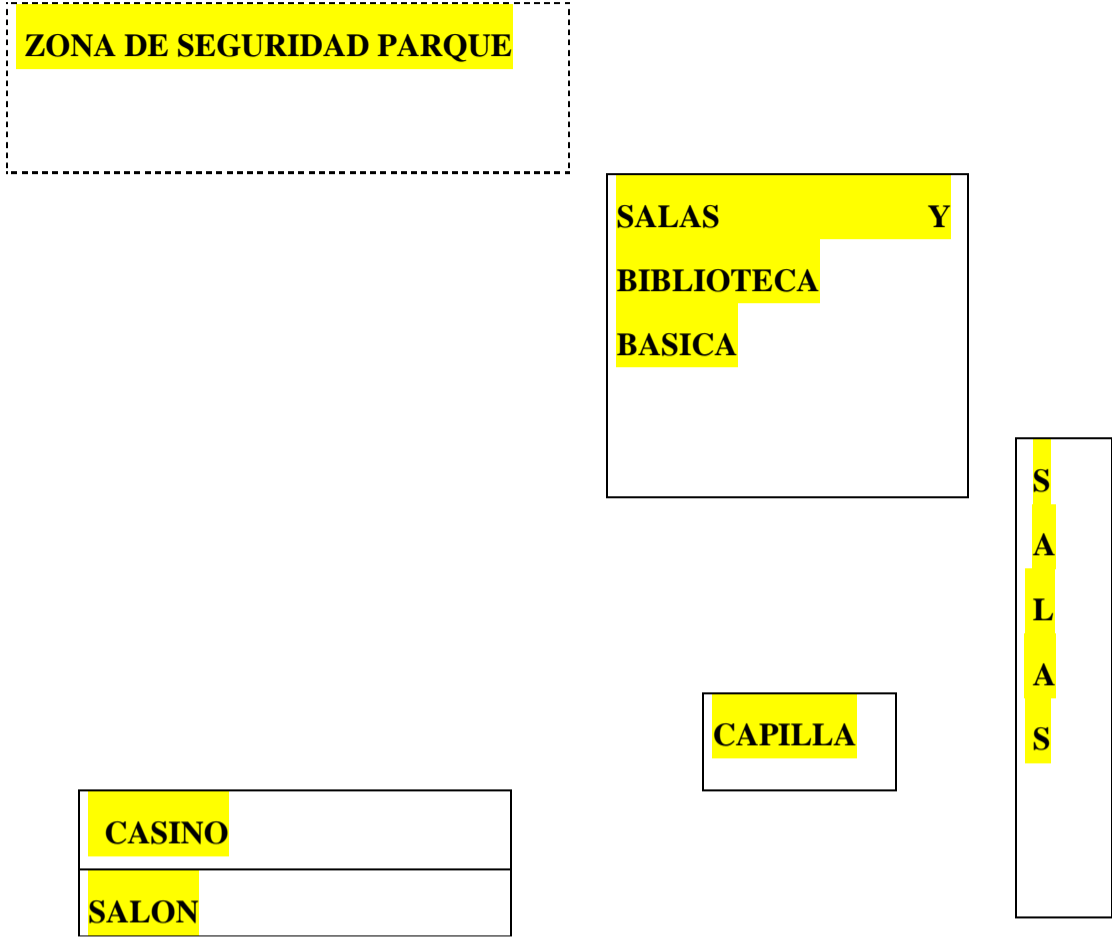 ZONA DE SEGURIDAD PARQUE
SALAS Y
BIBLIOTECA
BASICA
S
A
L
A
S
CAPILLA
CASINO
SALON